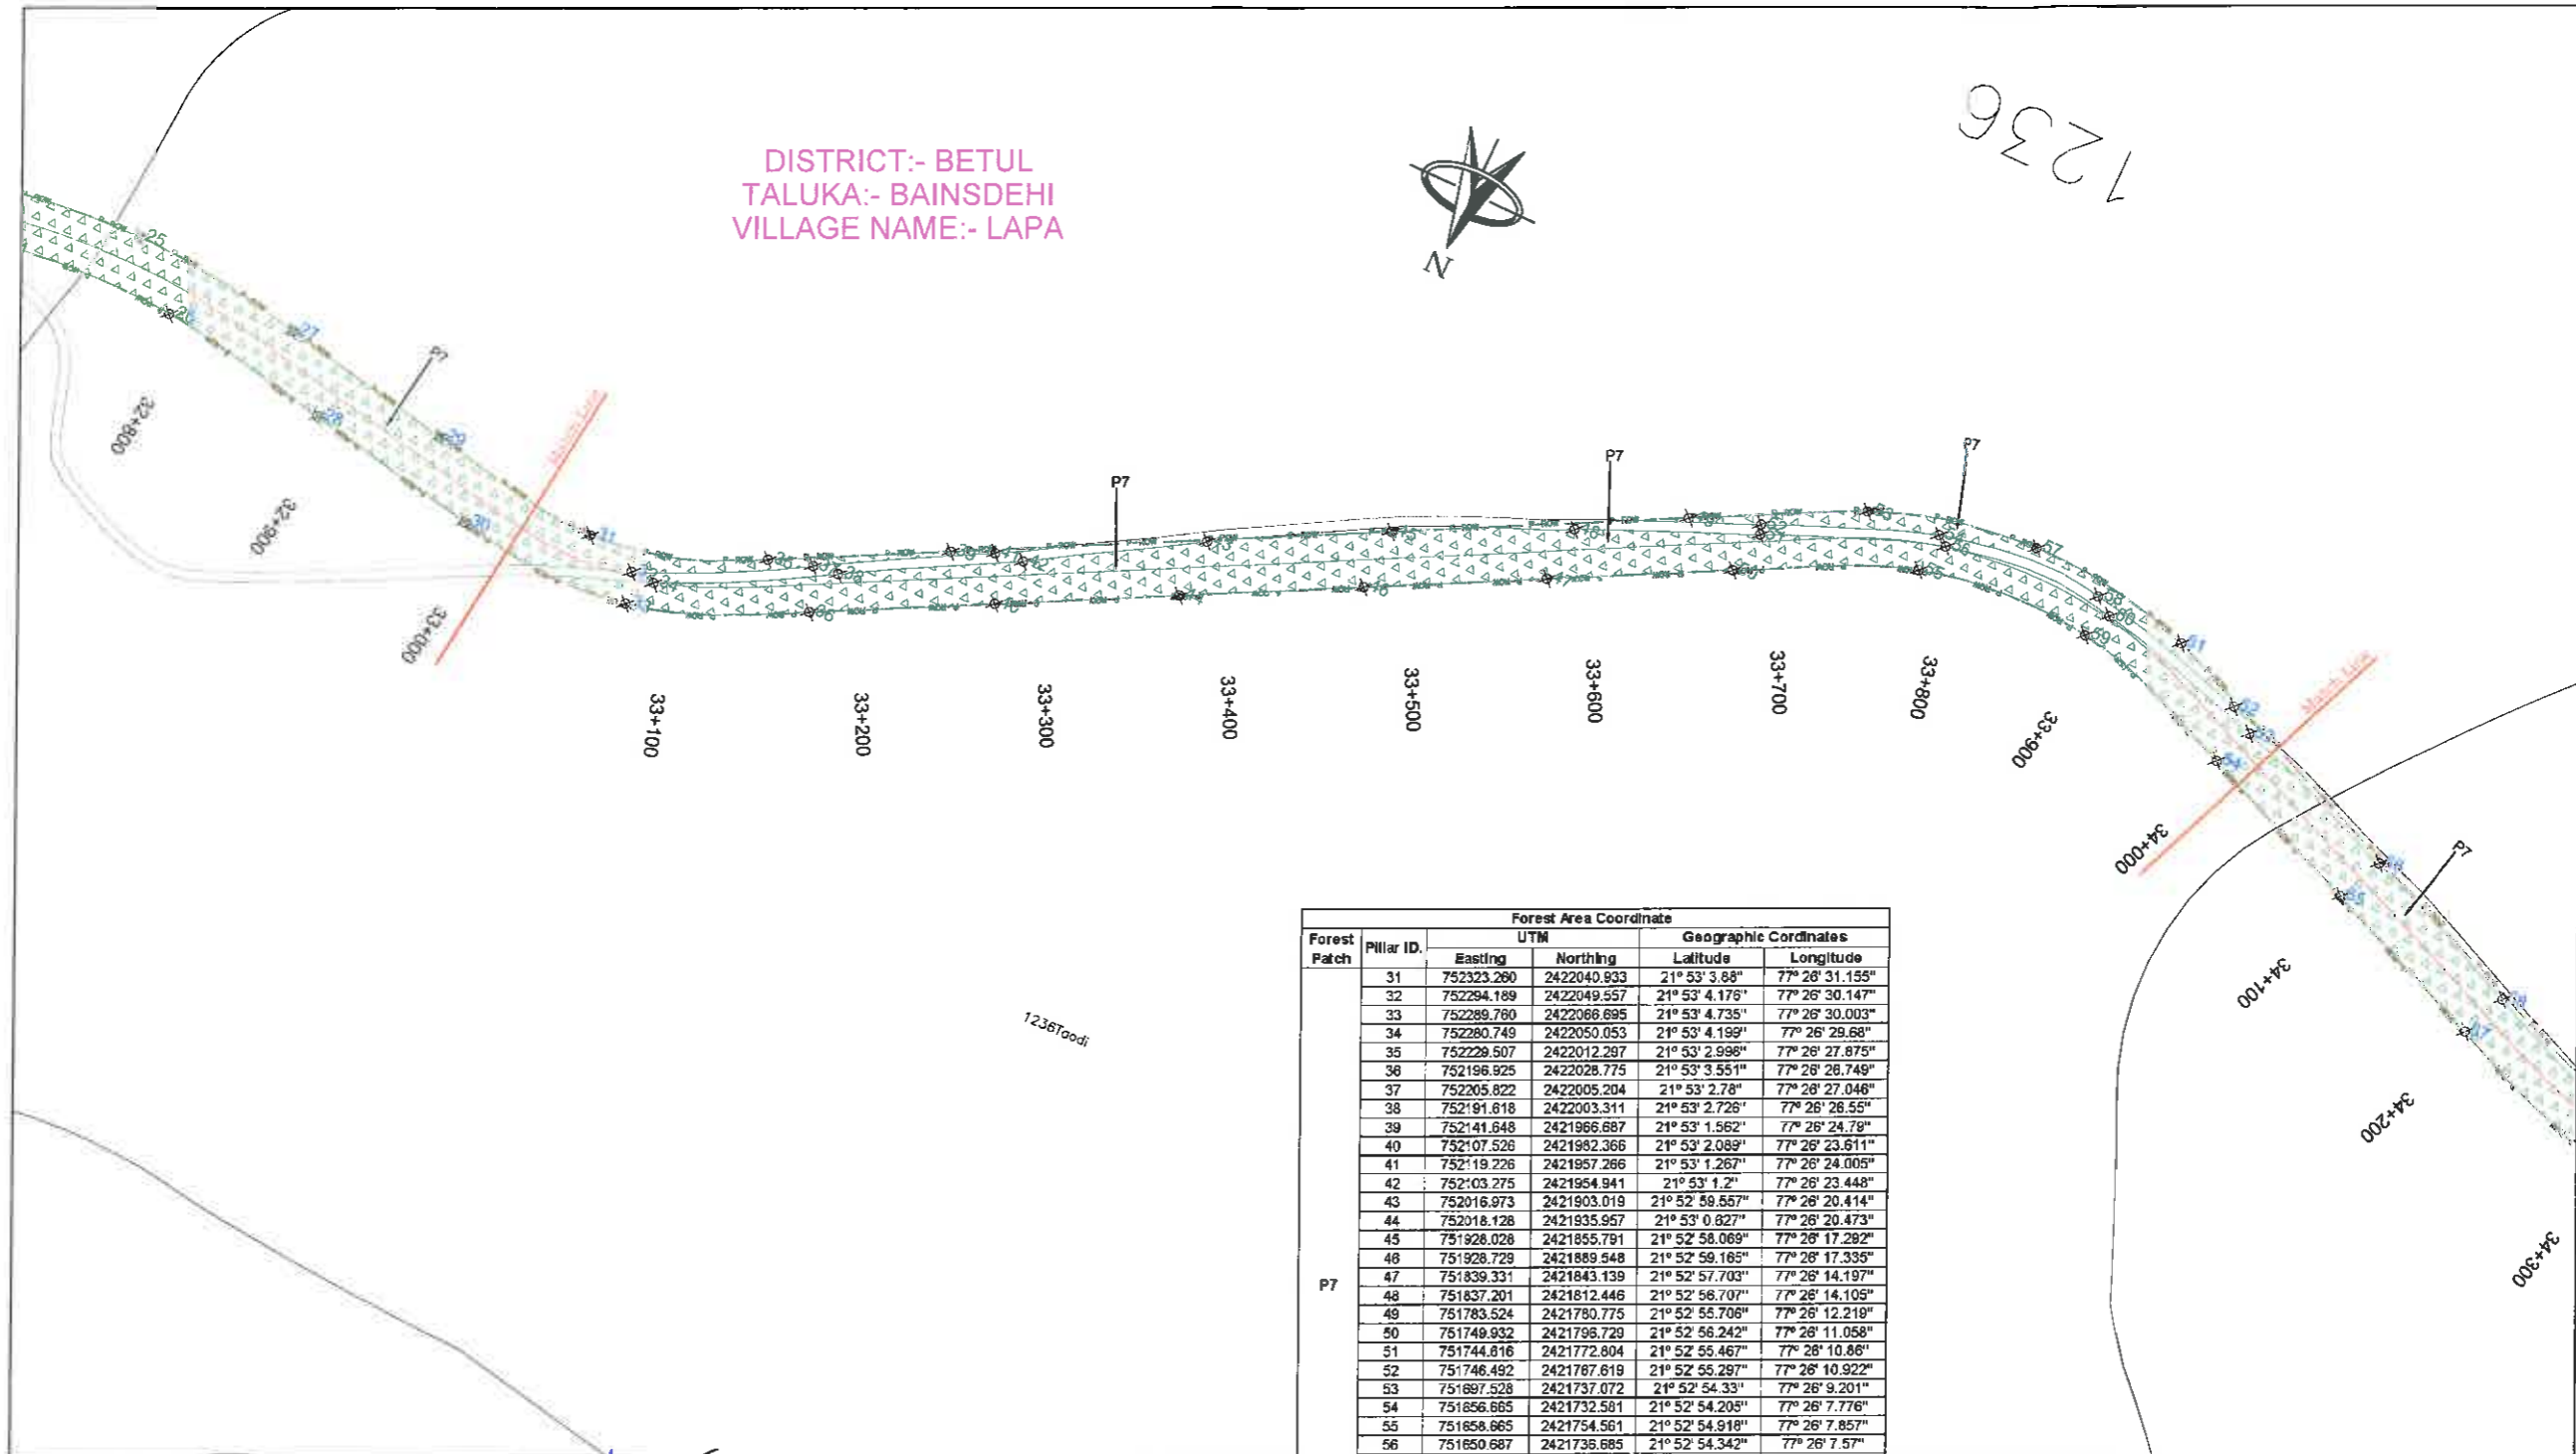 1236
DISTRICT:- BETUL
TALUKA:- BAINSDEHI
VILLAGE NAME:- LAPA
N
25
27
28
29
30
31
P7
P7
P7
P7
P7
Match Line
Match Line
57
58
59
60
61
62
32+800
32+900
33+000
33+100
33+200
33+300
33+400
33+500
33+600
33+700
33+800
33+900
34+000
34+100
34+200
34+300
1236Taodi
Forest Area Coordinate
Forest Patch Pillar ID. UTM Geographic Cordinates
Easting Northing Latitude Longitude
P7
31 752323.260 2422040.933 21° 53' 3.88" 77° 26' 31.155"
32 752294.189 2422049.557 21° 53' 4.176" 77° 26' 30.147"
33 752289.760 2422066.695 21° 53' 4.735" 77° 26' 30.003"
34 752280.749 2422050.053 21° 53' 4.199" 77° 26' 29.68"
35 752229.507 2422012.297 21° 53' 2.998" 77° 26' 27.875"
36 752196.925 2422028.775 21° 53' 3.551" 77° 26' 26.749"
37 752205.822 2422005.204 21° 53' 2.78" 77° 26' 27.046"
38 752191.618 2422003.311 21° 53' 2.726" 77° 26' 26.55"
39 752141.648 2421966.687 21° 53' 1.562" 77° 26' 24.79"
40 752107.526 2421982.366 21° 53' 2.089" 77° 26' 23.611"
41 752119.226 2421957.266 21° 53' 1.267" 77° 26' 24.005"
42 752103.275 2421954.941 21° 53' 1.2" 77° 26' 23.448"
43 752016.973 2421903.019 21° 52' 59.557" 77° 26' 20.414"
44 752018.128 2421935.957 21° 53' 0.627" 77° 26' 20.473"
45 751928.028 2421855.791 21° 52' 58.069" 77° 26' 17.292"
46 751928.729 2421889.548 21° 52' 59.165" 77° 26' 17.335"
47 751839.331 2421843.139 21° 52' 57.703" 77° 26' 14.197"
48 751837.201 2421812.446 21° 52' 56.707" 77° 26' 14.105"
49 751783.524 2421780.775 21° 52' 55.706" 77° 26' 12.219"
50 751749.932 2421796.729 21° 52' 56.242" 77° 26' 11.058"
51 751744.616 2421772.804 21° 52' 55.467" 77° 26' 10.86"
52 751746.492 2421767.619 21° 52' 55.297" 77° 26' 10.922"
53 751697.528 2421737.072 21° 52' 54.33" 77° 26' 9.201"
54 751656.665 2421732.581 21° 52' 54.205" 77° 26' 7.776"
55 751658.665 2421754.561 21° 52' 54.918" 77° 26' 7.857"
56 751650.687 2421736.685 21° 52' 54.342" 77° 26' 7.57"